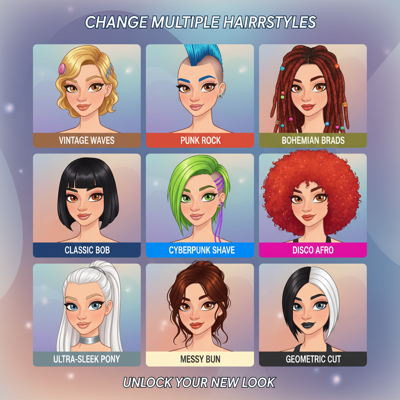 CHANGE MULTIPLE HAIRRSTYLES
VINTAGE WAVES
PUNK ROCK
BOHEMIAN BRADS
CLASSIC BOB
CYBERPUNK SHAVE
DISCO AFRO
ULTRA-SLEEK PONY
MESSY BUN
GEOMETRIC CUT
UNLOCK YOUR NEW LOOK